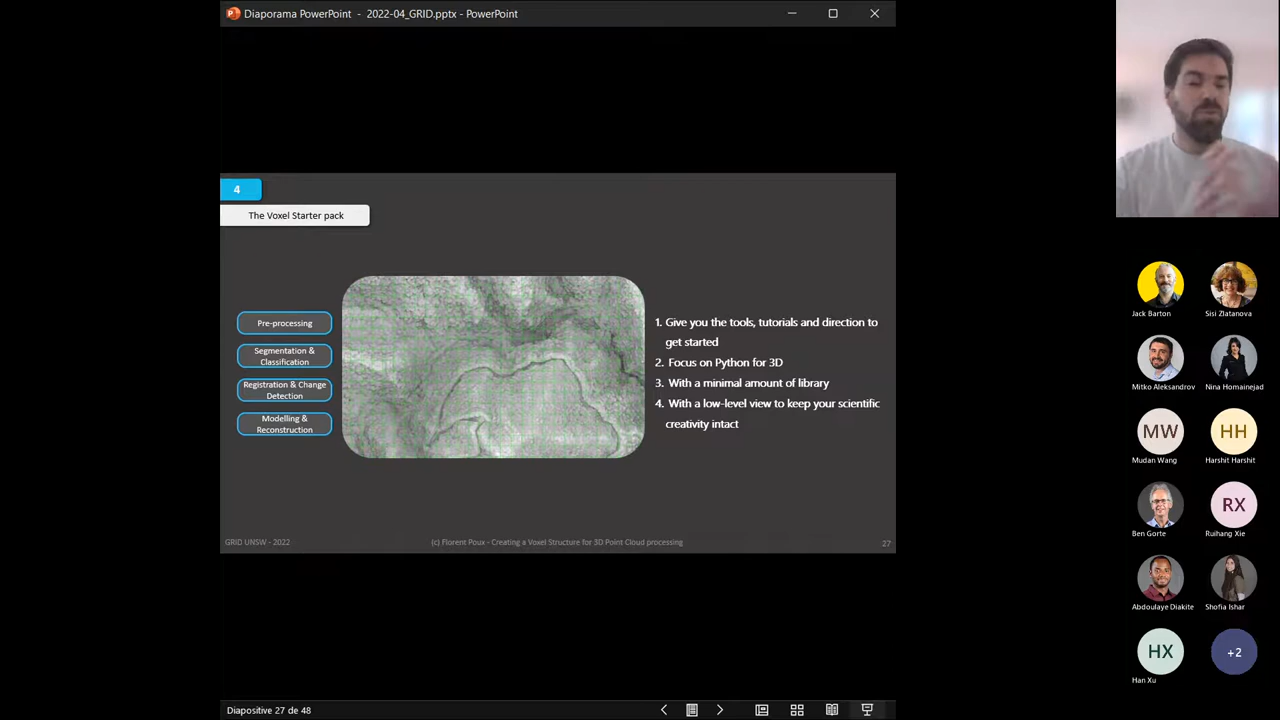 Diaporama PowerPoint - 2022-04_GRID.pptx - PowerPoint
4
The Voxel Starter pack
Pre-processing
Segmentation &
Classification
Registration & Change
Detection
Modelling &
Reconstruction
1. Give you the tools, tutorials and direction to
get started
2. Focus on Python for 3D
3. With a minimal amount of library
4. With a low-level view to keep your scientific
creativity intact
GRID UNSW - 2022
(c) Florent Poux - Creating a Voxel Structure for 3D Point Cloud processing
27
Diapositive 27 de 48
Jack Barton
Sisi Zlatanova
Mitko Aleksandrov
Nina Homainejad
MW
Mudan Wang
HH
Harshit Harshit
Ben Gorte
RX
Ruihang Xie
Abdoulaye Diakite
Shofia Ishar
HX
Han Xu
+2